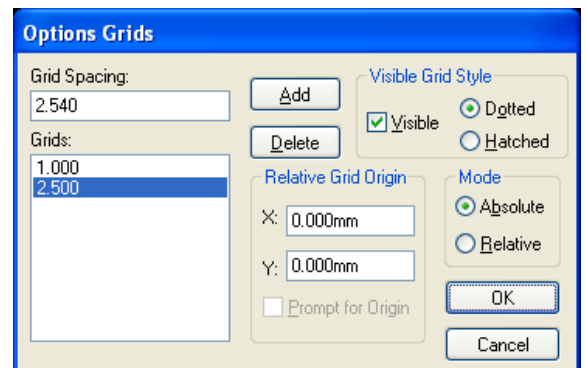 Options Grids
Grid Spacing:
2.540
Grids:
1.000
2.500
Add
Delete
Visible Grid Style
Visible
Dotted
Hatched
Relative Grid Origin
X: 0.000mm
Y: 0.000mm
Prompt for Origin
Mode
Absolute
Relative
OK
Cancel